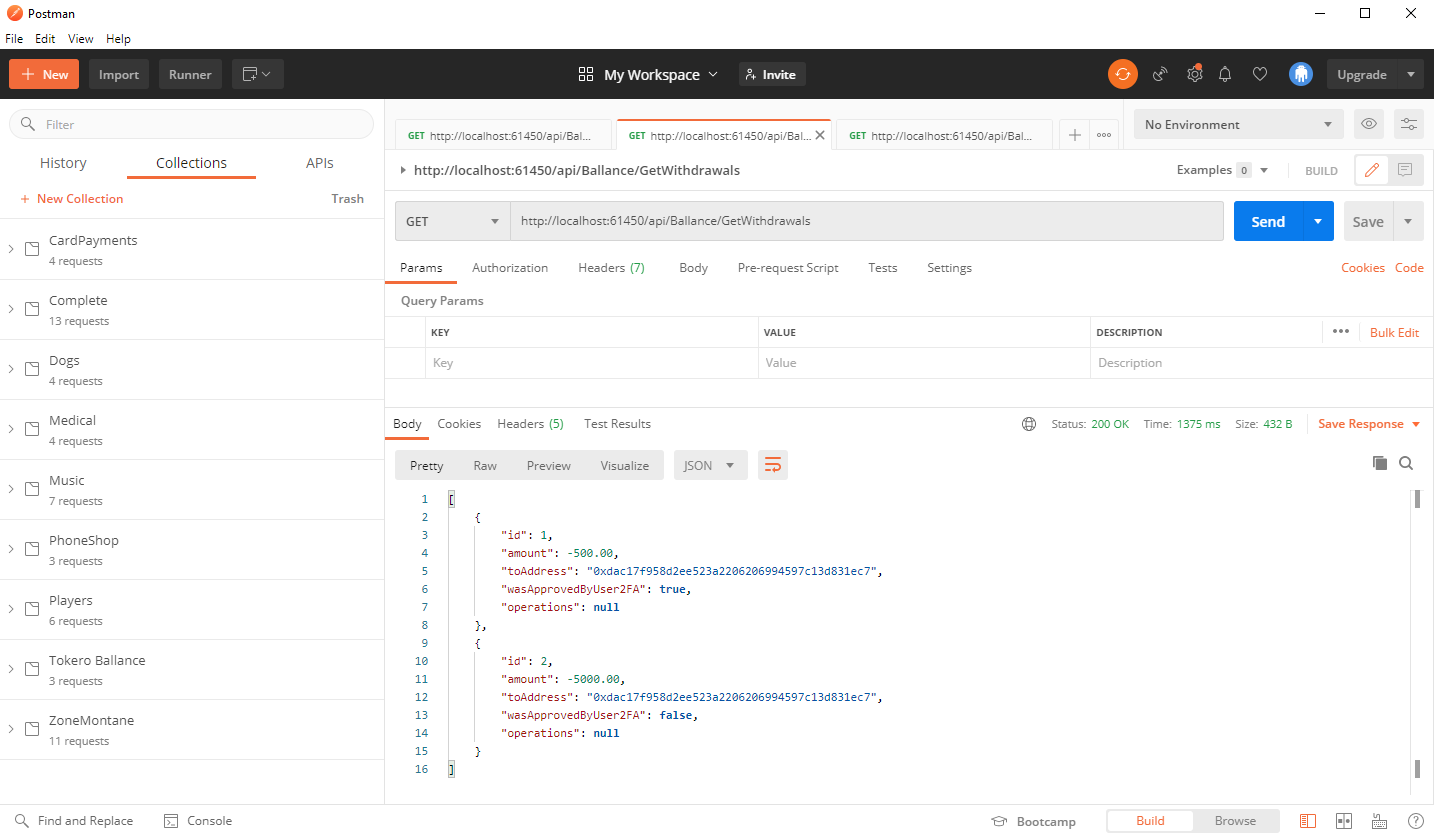 Postman
File Edit View Help
New Import Runner My Workspace Invite Upgrade
Filter
History Collections APIs
New Collection Trash
CardPayments
4 requests
Complete
13 requests
Dogs
4 requests
Medical
4 requests
Music
7 requests
PhoneShop
3 requests
Players
6 requests
Tokero Ballance
3 requests
ZoneMontane
11 requests
GET http://localhost:61450/api/Bal... GET http://localhost:61450/api/Bal... GET http://localhost:61450/api/Bal... No Environment
http://localhost:61450/api/Ballance/GetWithdrawals Examples 0 BUILD
GET http://localhost:61450/api/Ballance/GetWithdrawals Send Save
Params Authorization Headers (7) Body Pre-request Script Tests Settings Cookies Code
Query Params
KEY VALUE DESCRIPTION Bulk Edit
Key Value Description
Body Cookies Headers (5) Test Results Status: 200 OK Time: 1375 ms Size: 432 B Save Response
Pretty Raw Preview Visualize JSON
1 [
2 {
3 "id": 1,
4 "amount": -500.00,
5 "toAddress": "0xdac17f958d2ee523a2206206994597c13d831ec7",
6 "wasApprovedByUser2FA": true,
7 "operations": null
8 },
9 {
10 "id": 2,
11 "amount": -5000.00,
12 "toAddress": "0xdac17f958d2ee523a2206206994597c13d831ec7",
13 "wasApprovedByUser2FA": false,
14 "operations": null
15 }
16 ]
Find and Replace Console Bootcamp Build Browse